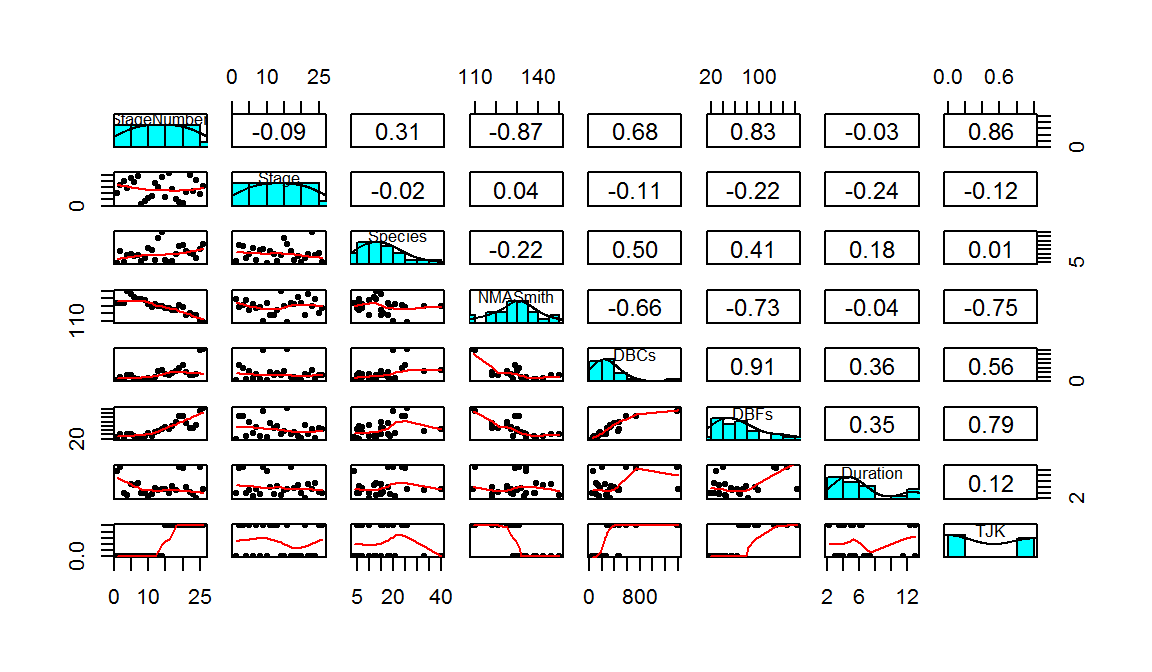 0 10 25 110 140 20 100 0.0 0.6
StageNumber -0.09 0.31 -0.87 0.68 0.83 -0.03 0.86 0
0 Stage -0.02 0.04 -0.11 -0.22 -0.24 -0.12
Species -0.22 0.50 0.41 0.18 0.01 5
110 NMASmith -0.66 -0.73 -0.04 -0.75
DBCs 0.91 0.36 0.56 0
20 DBFs 0.35 0.79
Duration 0.12 2
0.0 TJK
0 10 25 5 20 40 0 800 2 6 12